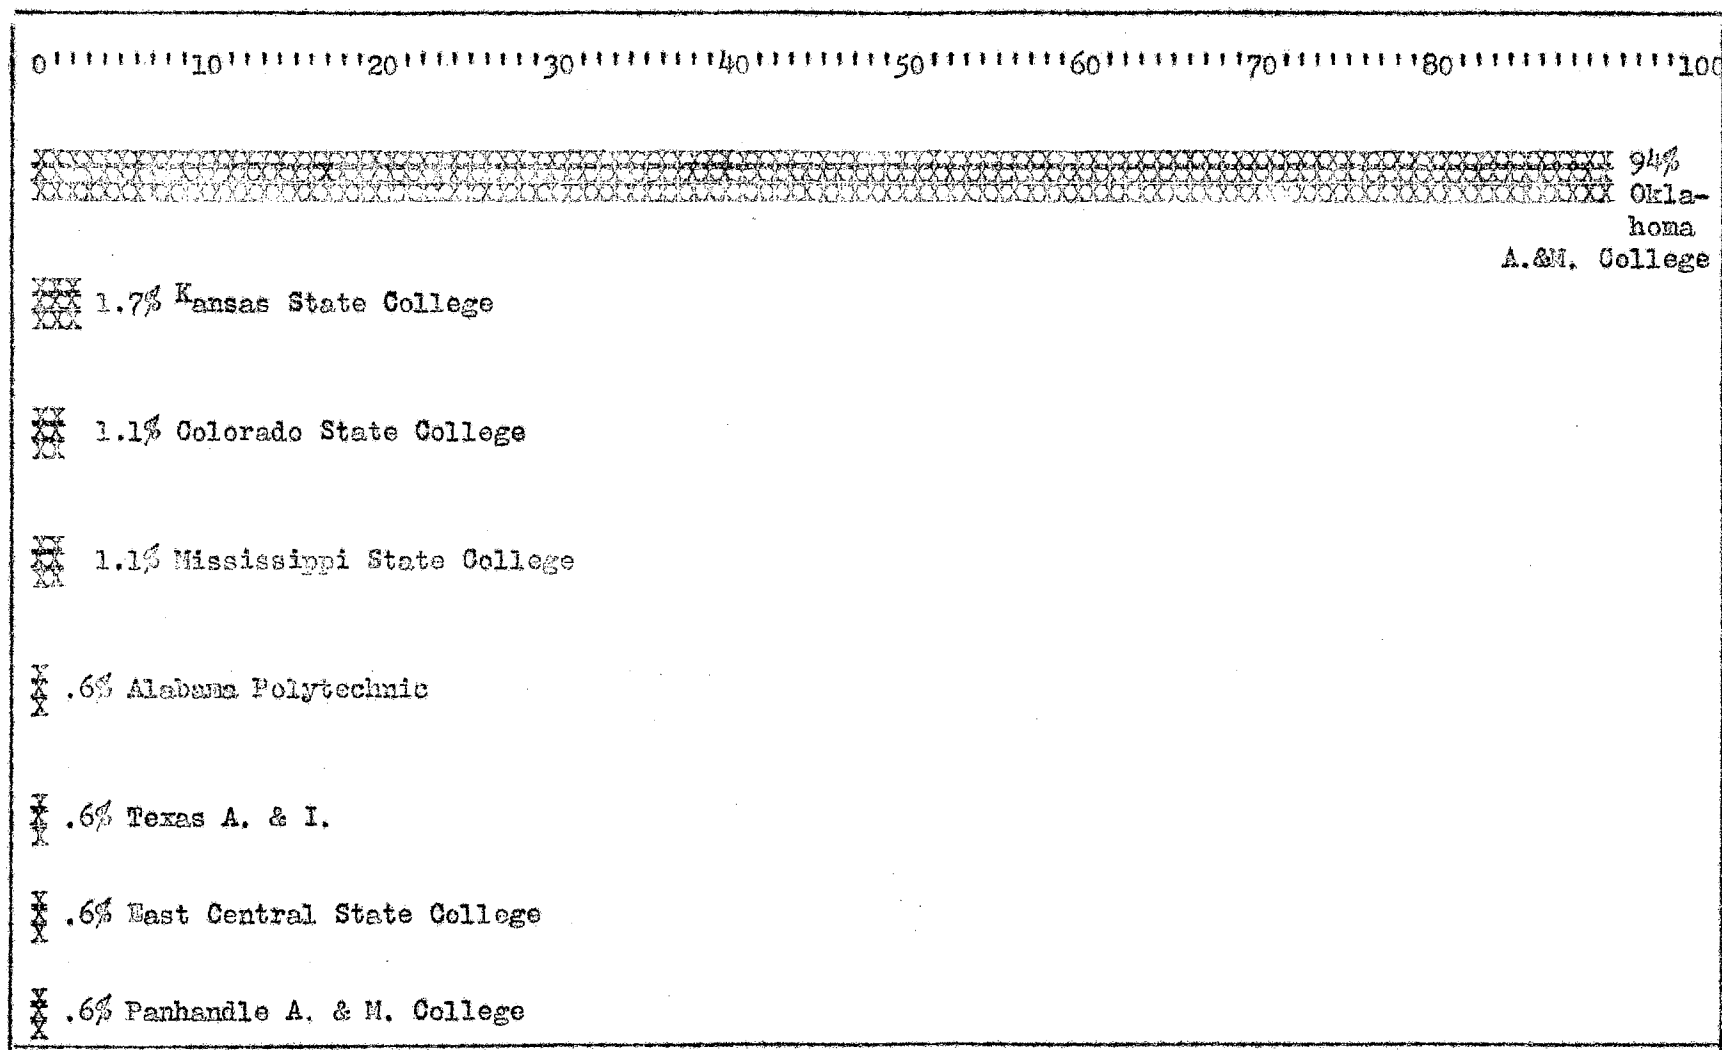 0'''''''''10'''''''''20'''''''''30'''''''''40'''''''''50'''''''''60'''''''''70'''''''''80''''''''''''''100
94%
Okla-
homa
A.&M. College
1.7% Kansas State College
1.1% Colorado State College
1.1% Mississippi State College
.6% Alabama Polytechnic
.6% Texas A. & I.
.6% East Central State College
.6% Panhandle A. & M. College